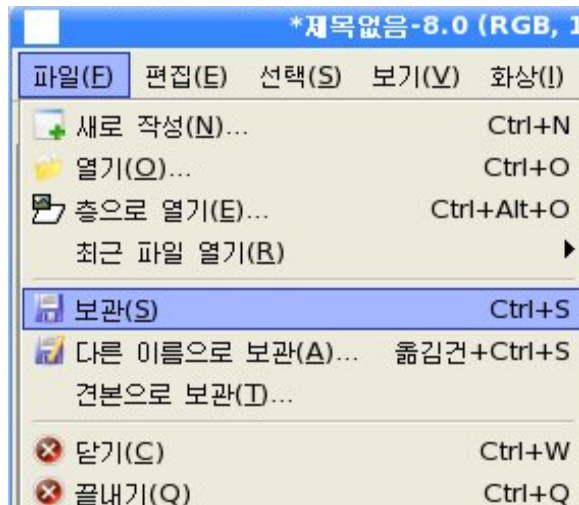 *제목없음-8.0 (RGB, 1
파일(F) 편집(E) 선택(S) 보기(V) 화상(I)
새로 작성(N)... Ctrl+N
열기(O)... Ctrl+O
층으로 열기(E)... Ctrl+Alt+O
최근 파일 열기(R)
보관(S) Ctrl+S
다른 이름으로 보관(A)... 옮김건+Ctrl+S
견본으로 보관(T)...
닫기(C) Ctrl+W
끝내기(Q) Ctrl+Q